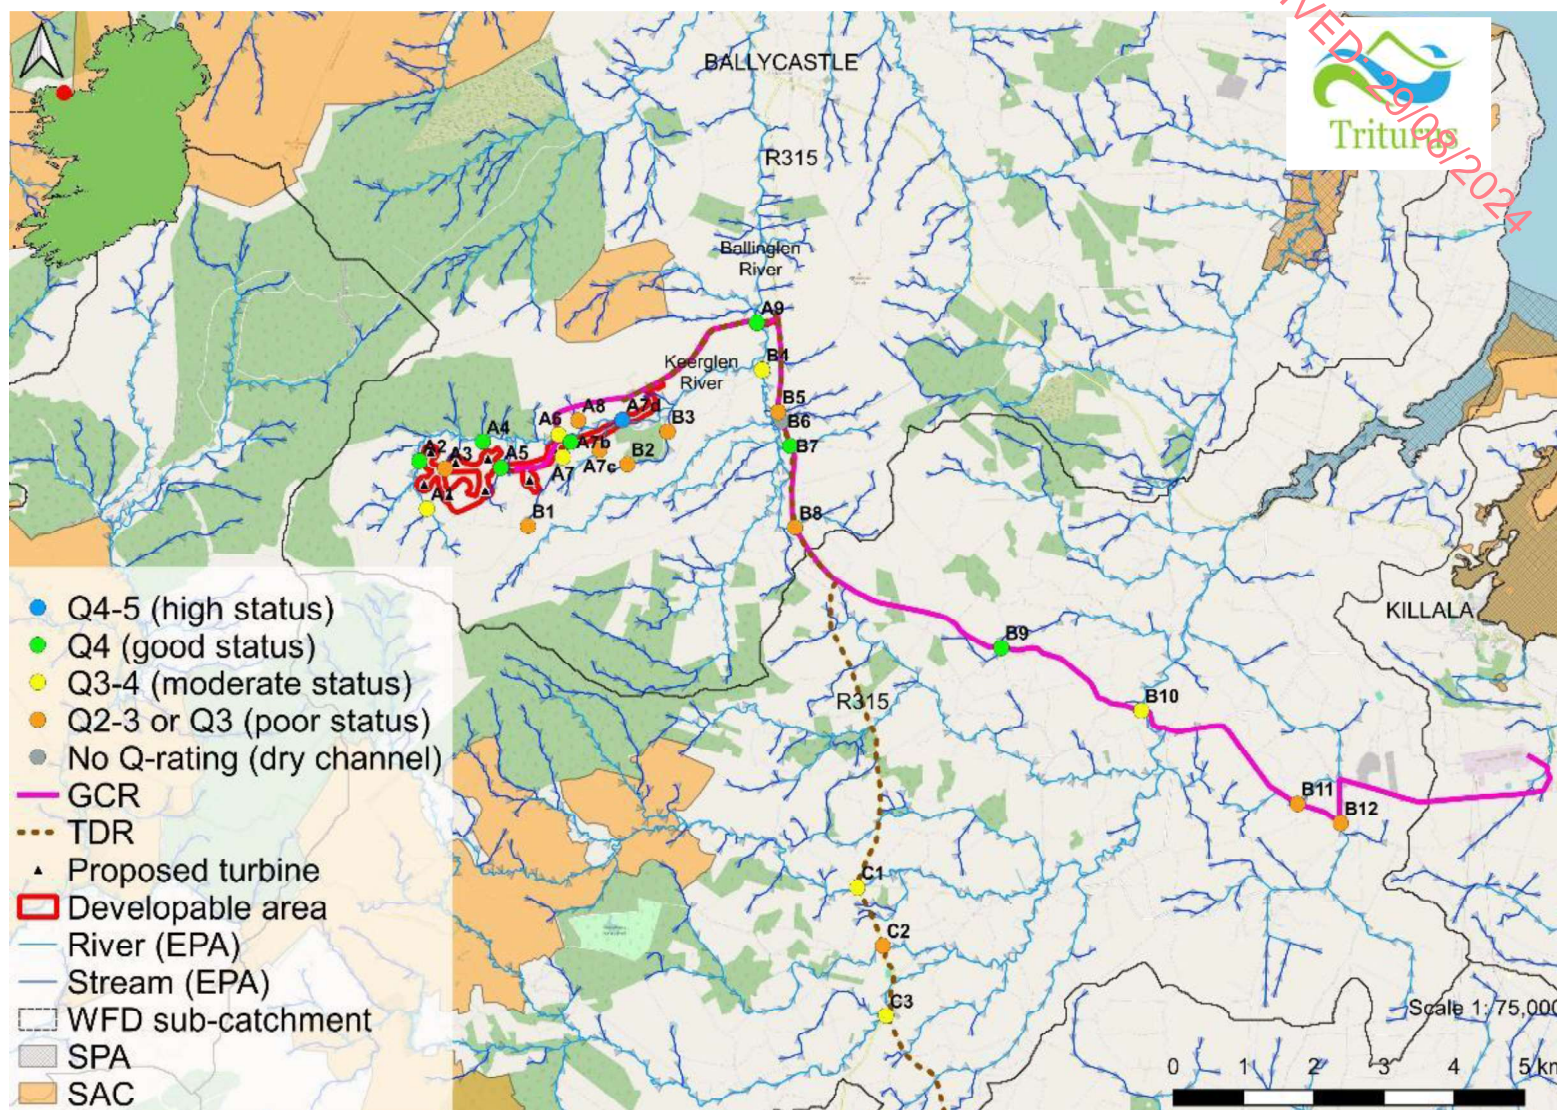 RECEIVED: 29/08/2024
Triturus
BALLYCASTLE
R315
Ballinglen
River
A9
Keerglen
River
B4
B5
B6
B7
A8
A7d
A6
B3
A4
A7b
A2
A3
A5
A7
A7c
B2
A1
B1
B8
KILLALA
B9
R315
B10
B11
B12
C1
C2
C3
Q4-5 (high status)
Q4 (good status)
Q3-4 (moderate status)
Q2-3 or Q3 (poor status)
No Q-rating (dry channel)
GCR
TDR
Proposed turbine
Developable area
River (EPA)
Stream (EPA)
WFD sub-catchment
SPA
SAC
Scale 1: 75,000
0 1 2 3 4 5 km